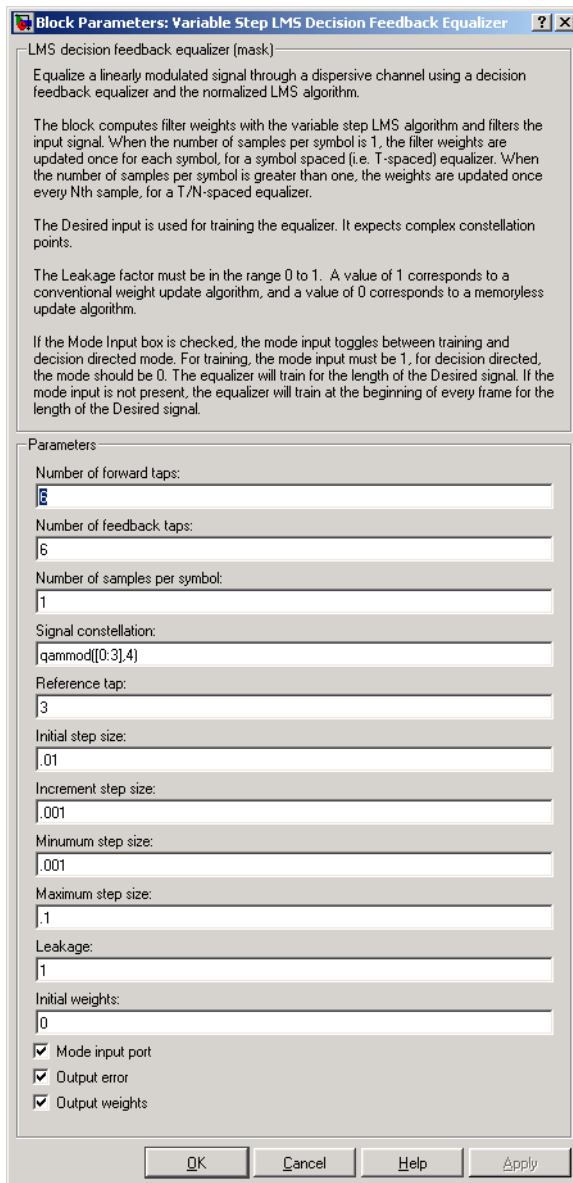 Block Parameters: Variable Step LMS Decision Feedback Equalizer
LMS decision feedback equalizer (mask)
Equalize a linearly modulated signal through a dispersive channel using a decision
feedback equalizer and the normalized LMS algorithm.
The block computes filter weights with the variable step LMS algorithm and filters the
input signal. When the number of samples per symbol is 1, the filter weights are
updated once for each symbol, for a symbol spaced (i.e. T-spaced) equalizer. When
the number of samples per symbol is greater than one, the weights are updated once
every Nth sample, for a T/N-spaced equalizer.
The Desired input is used for training the equalizer. It expects complex constellation
points.
The Leakage factor must be in the range 0 to 1. A value of 1 corresponds to a
conventional weight update algorithm, and a value of 0 corresponds to a memoryless
update algorithm.
If the Mode Input box is checked, the mode input toggles between training and
decision directed mode. For training, the mode input must be 1, for decision directed,
the mode should be 0. The equalizer will train for the length of the Desired signal. If the
mode input is not present, the equalizer will train at the beginning of every frame for the
length of the Desired signal.
Parameters
Number of forward taps:
6
Number of feedback taps:
6
Number of samples per symbol:
1
Signal constellation:
qammod([0:3],4)
Reference tap:
3
Initial step size:
.01
Increment step size:
.001
Minumum step size:
.001
Maximum step size:
.1
Leakage:
1
Initial weights:
0
Mode input port
Output error
Output weights
OK Cancel Help Apply